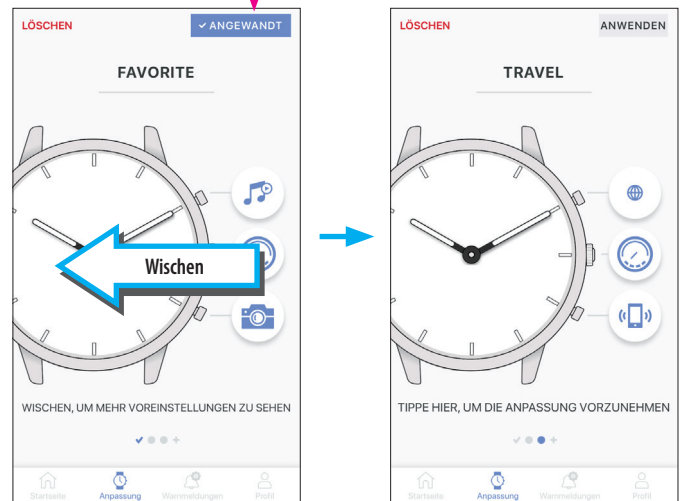 LÖSCHEN
✓ ANGEWANDT
FAVORITE
Wischen
WISCHEN, UM MEHR VOREINSTELLUNGEN ZU SEHEN
Startseite Anpassung Warnmeldungen Profil
LÖSCHEN
ANWENDEN
TRAVEL
TIPPE HIER, UM DIE ANPASSUNG VORZUNEHMEN
Startseite Anpassung Warnmeldungen Profil